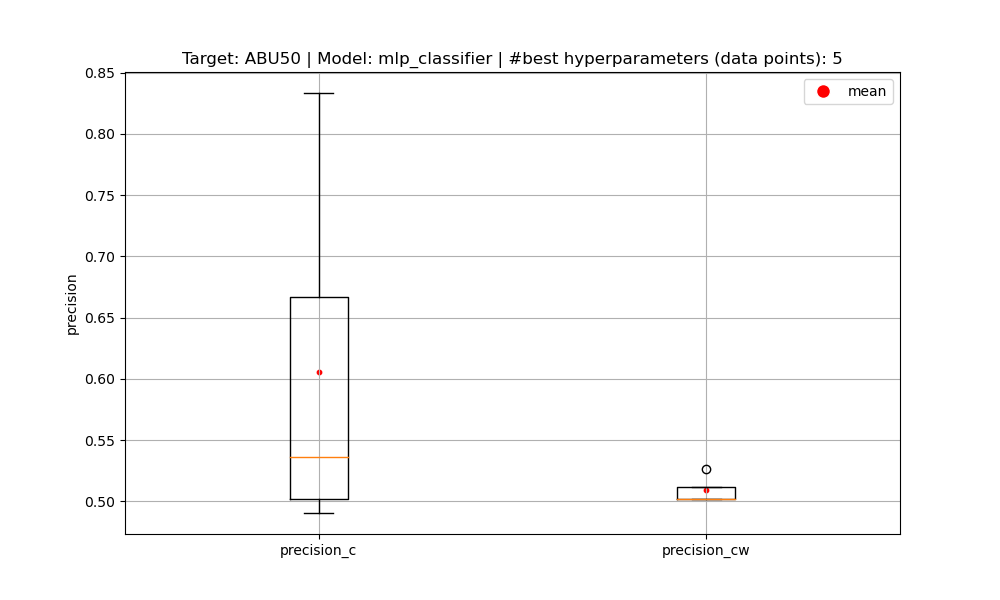 Target: ABU50 | Model: mlp_classifier | #best hyperparameters (data points): 5
mean
0.85
0.80
0.75
0.70
0.65
0.60
0.55
0.50
precision
precision_c
precision_cw